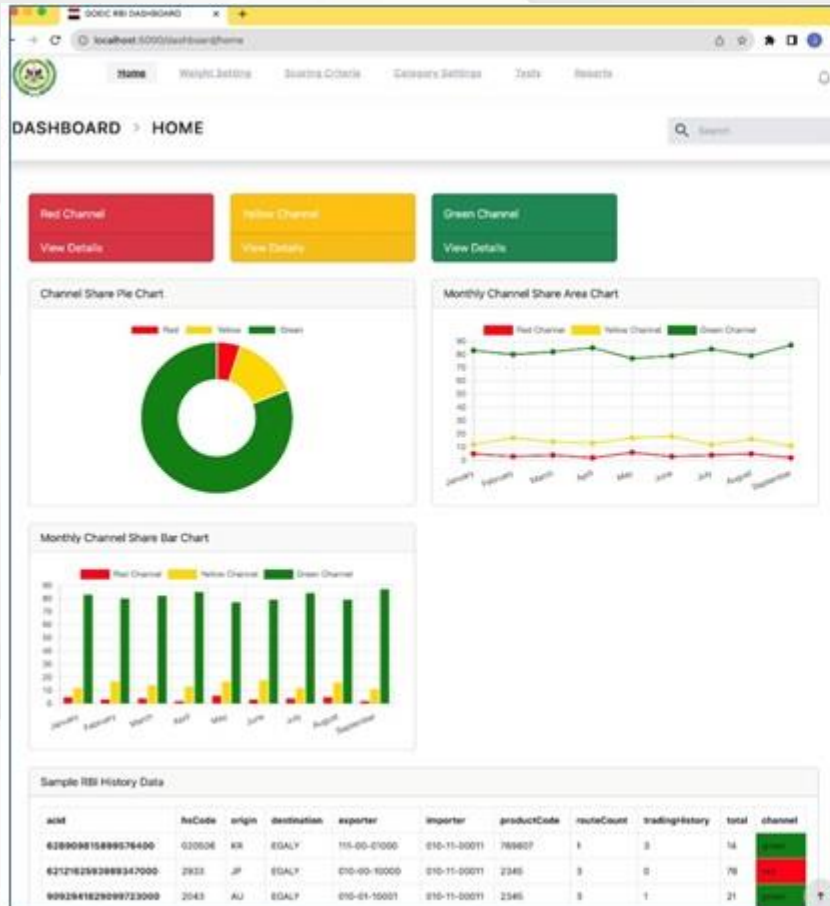 GOEIC RBI DASHBOARD
localhost:5000/dashboard/home
Home Weight Setting Scoring Criteria Category Settings Tests Reports
DASHBOARD > HOME
Search
Red Channel
View Details
Yellow Channel
View Details
Green Channel
View Details
Channel Share Pie Chart
Red Yellow Green
Monthly Channel Share Area Chart
Red Channel Yellow Channel Green Channel
90
80
70
60
50
40
30
20
10
0
January February March April May June July August September
Monthly Channel Share Bar Chart
Red Channel Yellow Channel Green Channel
90
80
70
60
50
40
30
20
10
0
January February March April May June July August September
Sample RBI History Data
acid hsCode origin destination exporter importer productCode routeCount tradingHistory total channel
020506 KR EGALY 111-00-01000 010-11-00011 769807 1 3 14 green
2933 JP EGALY 010-00-10000 010-11-00011 2345 3 0 78 red
2043 AU EGALY 010-01-10001 010-11-00011 2345 3 1 21 green